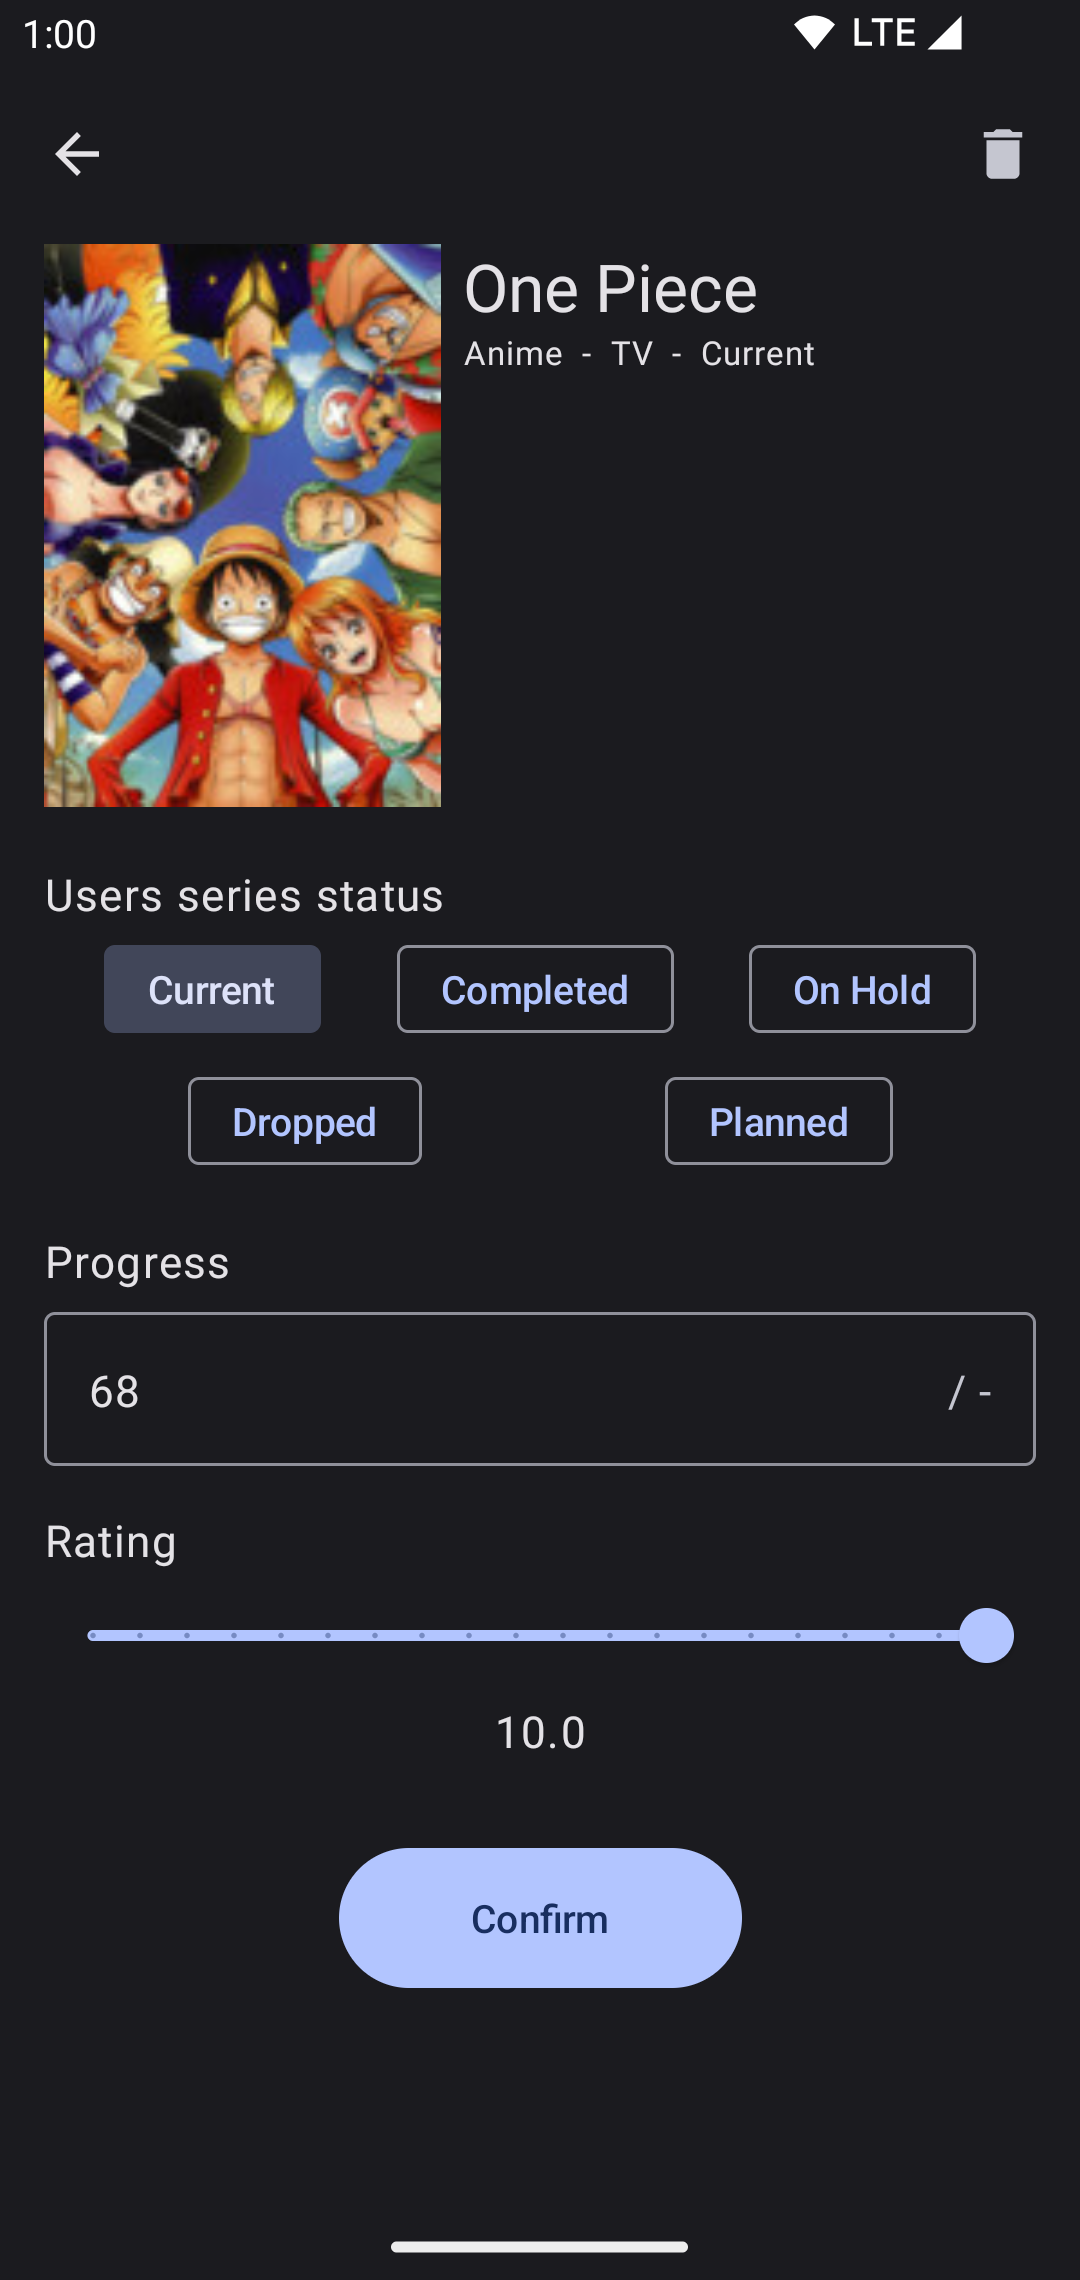 1:00 LTE
One Piece
Anime - TV - Current
Users series status
Current Completed On Hold
Dropped Planned
Progress
68 / -
Rating
10.0
Confirm